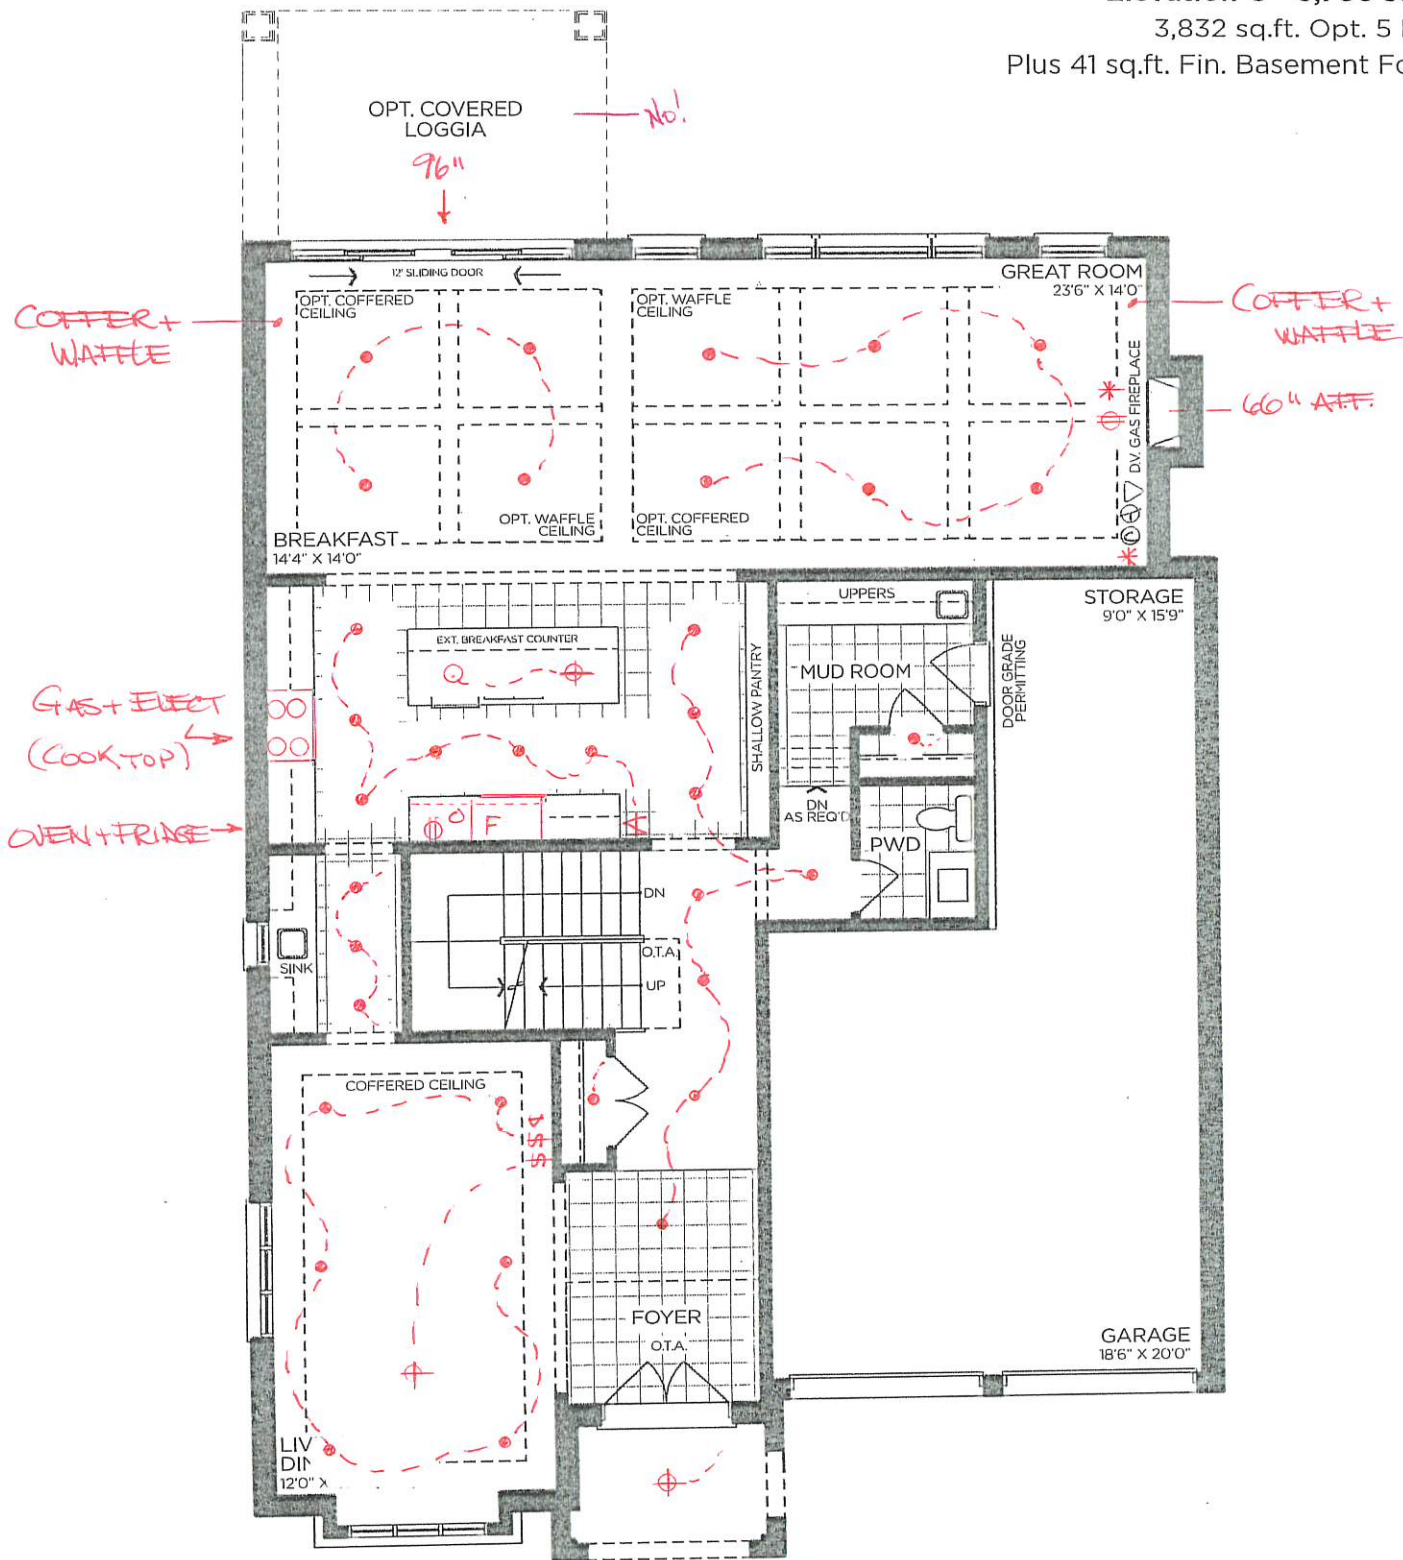 3,832 sq.ft. Opt. 5
Plus 41 sq.ft. Fin. Basement
OPT. COVERED
LOGGIA
No!
96"
12' SLIDING DOOR
GREAT ROOM
23'6" X 14'0"
OPT. COFFERED
CEILING
OPT. WAFFLE
CEILING
COFFER +
WAFFLE
COFFER +
WAFFLE
D.V. GAS FIREPLACE
66" A.F.F.
OPT. WAFFLE
CEILING
OPT. COFFERED
CEILING
BREAKFAST
14'4" X 14'0"
UPPERS
STORAGE
9'0" X 15'9"
EXT. BREAKFAST COUNTER
SHALLOW PANTRY
MUD ROOM
DOOR GRADE
PERMITTING
GAS + ELECT
(COOKTOP)
OVEN + FRIDGE
O
F
DN
AS REQ'D
PWD
DN
O.T.A.
UP
SINK
COFFERED CEILING
FOYER
O.T.A.
GARAGE
18'6" X 20'0"
12'0" X